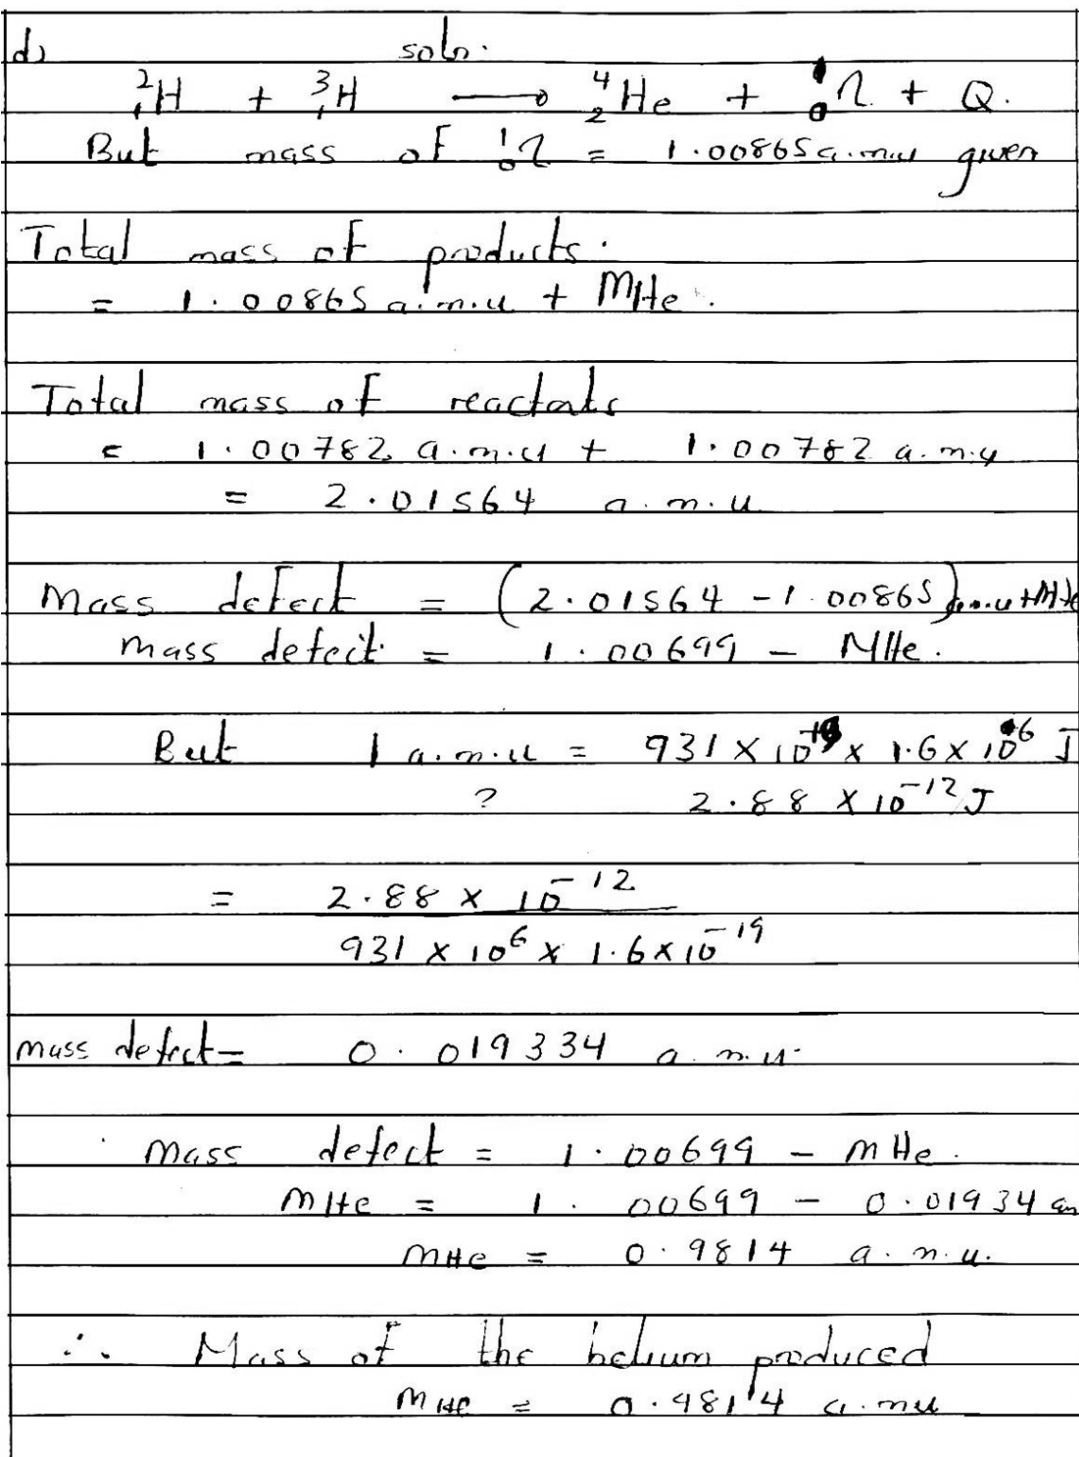 d) soln.
²₁H + ³₁H ⟶ ⁴₂He + ¹₀n + Q.
But mass of ¹₀n = 1.00865 a.m.u given
Total mass of products.
= 1.00865 a.m.u + MHe.
Total mass of reactants
= 1.00782 a.m.u + 1.00782 a.m.u
= 2.01564 a.m.u
Mass defect = (2.01564 - 1.00865) a.m.u + MHe
mass defect = 1.00699 - MHe.
But 1 a.m.u = 931 × 10⁻¹⁹ × 1.6 × 10⁶ J
? 2.88 × 10⁻¹² J
= 2.88 × 10⁻¹²
931 × 10⁶ × 1.6 × 10⁻¹⁹
mass defect = 0.019334 a.m.u.
mass defect = 1.00699 - mHe.
mHe = 1.00699 - 0.01934 am
mHe = 0.9814 a.m.u.
∴ Mass of the helium produced
mHe = 0.9814 a.mu